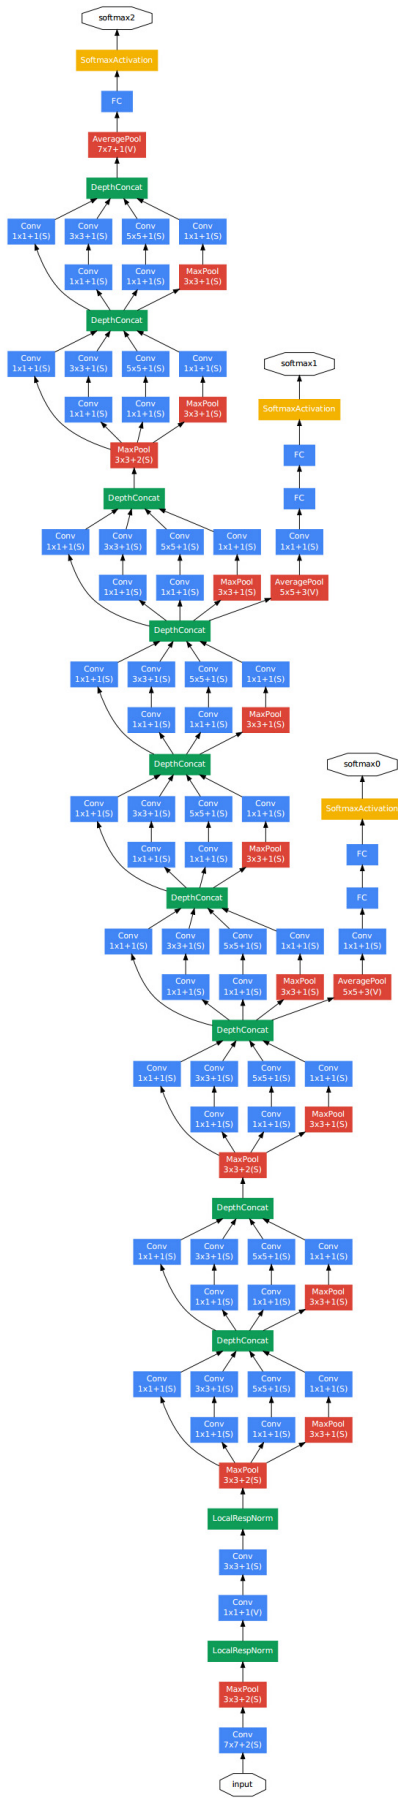 softmax2
SoftmaxActivation
FC
AveragePool
7x7+1(V)
DepthConcat
Conv
1x1+1(S)
Conv
3x3+1(S)
Conv
5x5+1(S)
Conv
1x1+1(S)
Conv
1x1+1(S)
Conv
1x1+1(S)
MaxPool
3x3+1(S)
DepthConcat
Conv
1x1+1(S)
Conv
3x3+1(S)
Conv
5x5+1(S)
Conv
1x1+1(S)
softmax1
Conv
1x1+1(S)
Conv
1x1+1(S)
MaxPool
3x3+1(S)
SoftmaxActivation
MaxPool
3x3+2(S)
FC
DepthConcat
FC
Conv
1x1+1(S)
Conv
3x3+1(S)
Conv
5x5+1(S)
Conv
1x1+1(S)
Conv
1x1+1(S)
Conv
1x1+1(S)
Conv
1x1+1(S)
MaxPool
3x3+1(S)
AveragePool
5x5+3(V)
DepthConcat
Conv
1x1+1(S)
Conv
3x3+1(S)
Conv
5x5+1(S)
Conv
1x1+1(S)
Conv
1x1+1(S)
Conv
1x1+1(S)
MaxPool
3x3+1(S)
DepthConcat
softmax0
Conv
1x1+1(S)
Conv
3x3+1(S)
Conv
5x5+1(S)
Conv
1x1+1(S)
SoftmaxActivation
Conv
1x1+1(S)
Conv
1x1+1(S)
MaxPool
3x3+1(S)
FC
DepthConcat
FC
Conv
1x1+1(S)
Conv
3x3+1(S)
Conv
5x5+1(S)
Conv
1x1+1(S)
Conv
1x1+1(S)
Conv
1x1+1(S)
Conv
1x1+1(S)
MaxPool
3x3+1(S)
AveragePool
5x5+3(V)
DepthConcat
Conv
1x1+1(S)
Conv
3x3+1(S)
Conv
5x5+1(S)
Conv
1x1+1(S)
Conv
1x1+1(S)
Conv
1x1+1(S)
MaxPool
3x3+1(S)
MaxPool
3x3+2(S)
DepthConcat
Conv
1x1+1(S)
Conv
3x3+1(S)
Conv
5x5+1(S)
Conv
1x1+1(S)
Conv
1x1+1(S)
Conv
1x1+1(S)
MaxPool
3x3+1(S)
DepthConcat
Conv
1x1+1(S)
Conv
3x3+1(S)
Conv
5x5+1(S)
Conv
1x1+1(S)
Conv
1x1+1(S)
Conv
1x1+1(S)
MaxPool
3x3+1(S)
MaxPool
3x3+2(S)
LocalRespNorm
Conv
3x3+1(S)
Conv
1x1+1(V)
LocalRespNorm
MaxPool
3x3+2(S)
Conv
7x7+2(S)
input